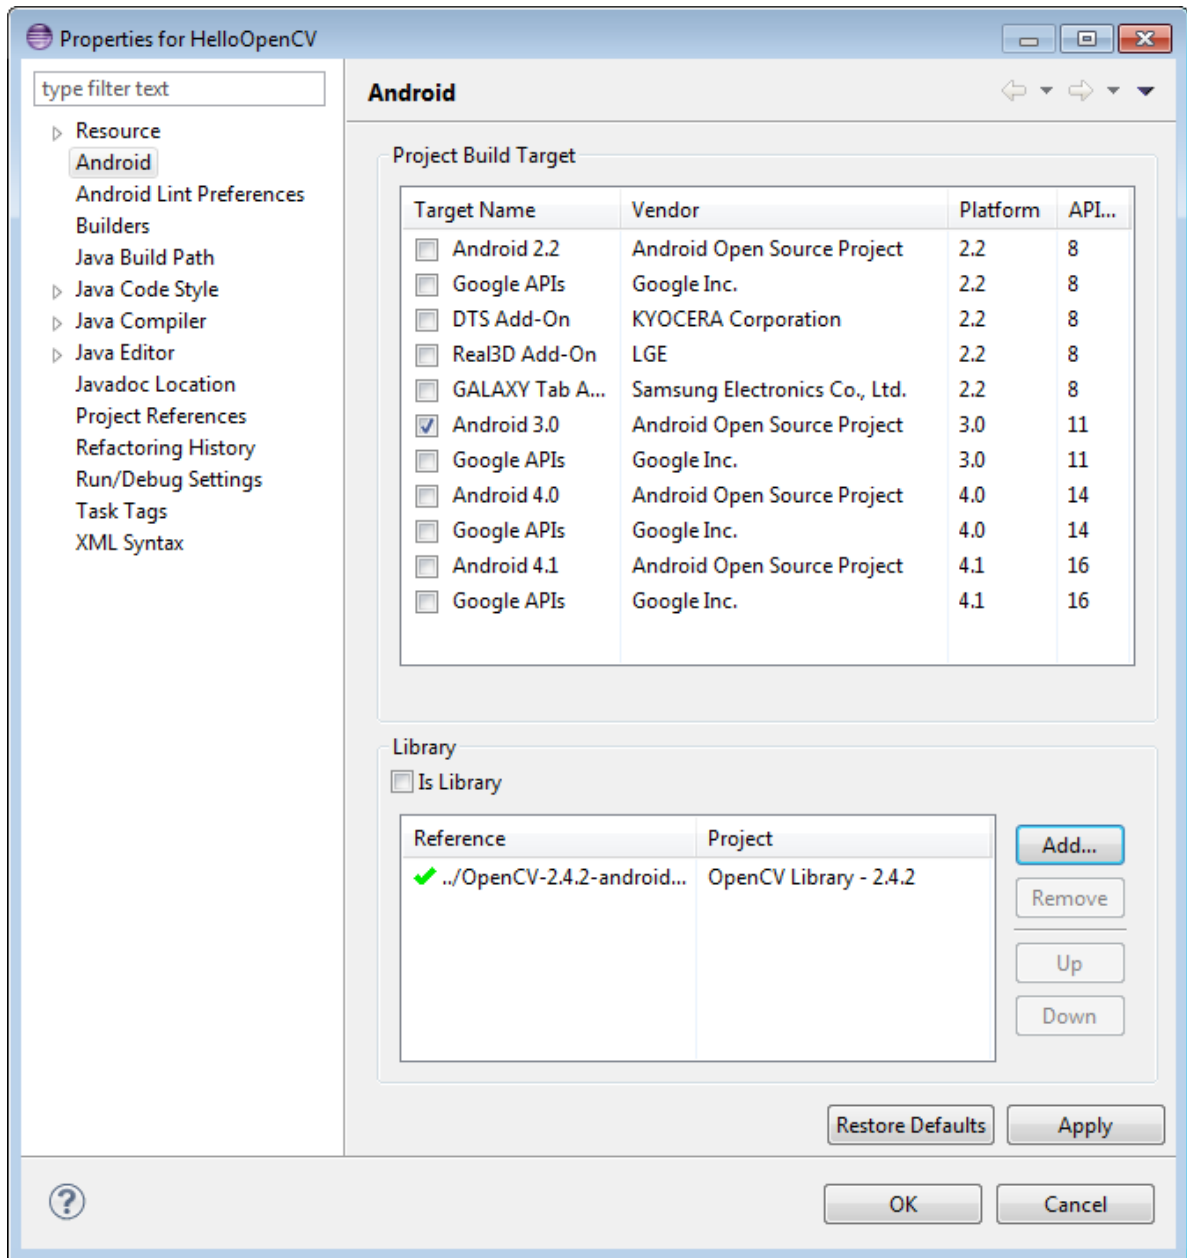 Properties for HelloOpenCV
type filter text
Resource
Android
Android Lint Preferences
Builders
Java Build Path
Java Code Style
Java Compiler
Java Editor
Javadoc Location
Project References
Refactoring History
Run/Debug Settings
Task Tags
XML Syntax
Android
Project Build Target
Target Name Vendor Platform API...
Android 2.2 Android Open Source Project 2.2 8
Google APIs Google Inc. 2.2 8
DTS Add-On KYOCERA Corporation 2.2 8
Real3D Add-On LGE 2.2 8
GALAXY Tab A... Samsung Electronics Co., Ltd. 2.2 8
Android 3.0 Android Open Source Project 3.0 11
Google APIs Google Inc. 3.0 11
Android 4.0 Android Open Source Project 4.0 14
Google APIs Google Inc. 4.0 14
Android 4.1 Android Open Source Project 4.1 16
Google APIs Google Inc. 4.1 16
Library
Is Library
Reference Project
../OpenCV-2.4.2-android... OpenCV Library - 2.4.2
Add...
Remove
Up
Down
Restore Defaults Apply
? OK Cancel